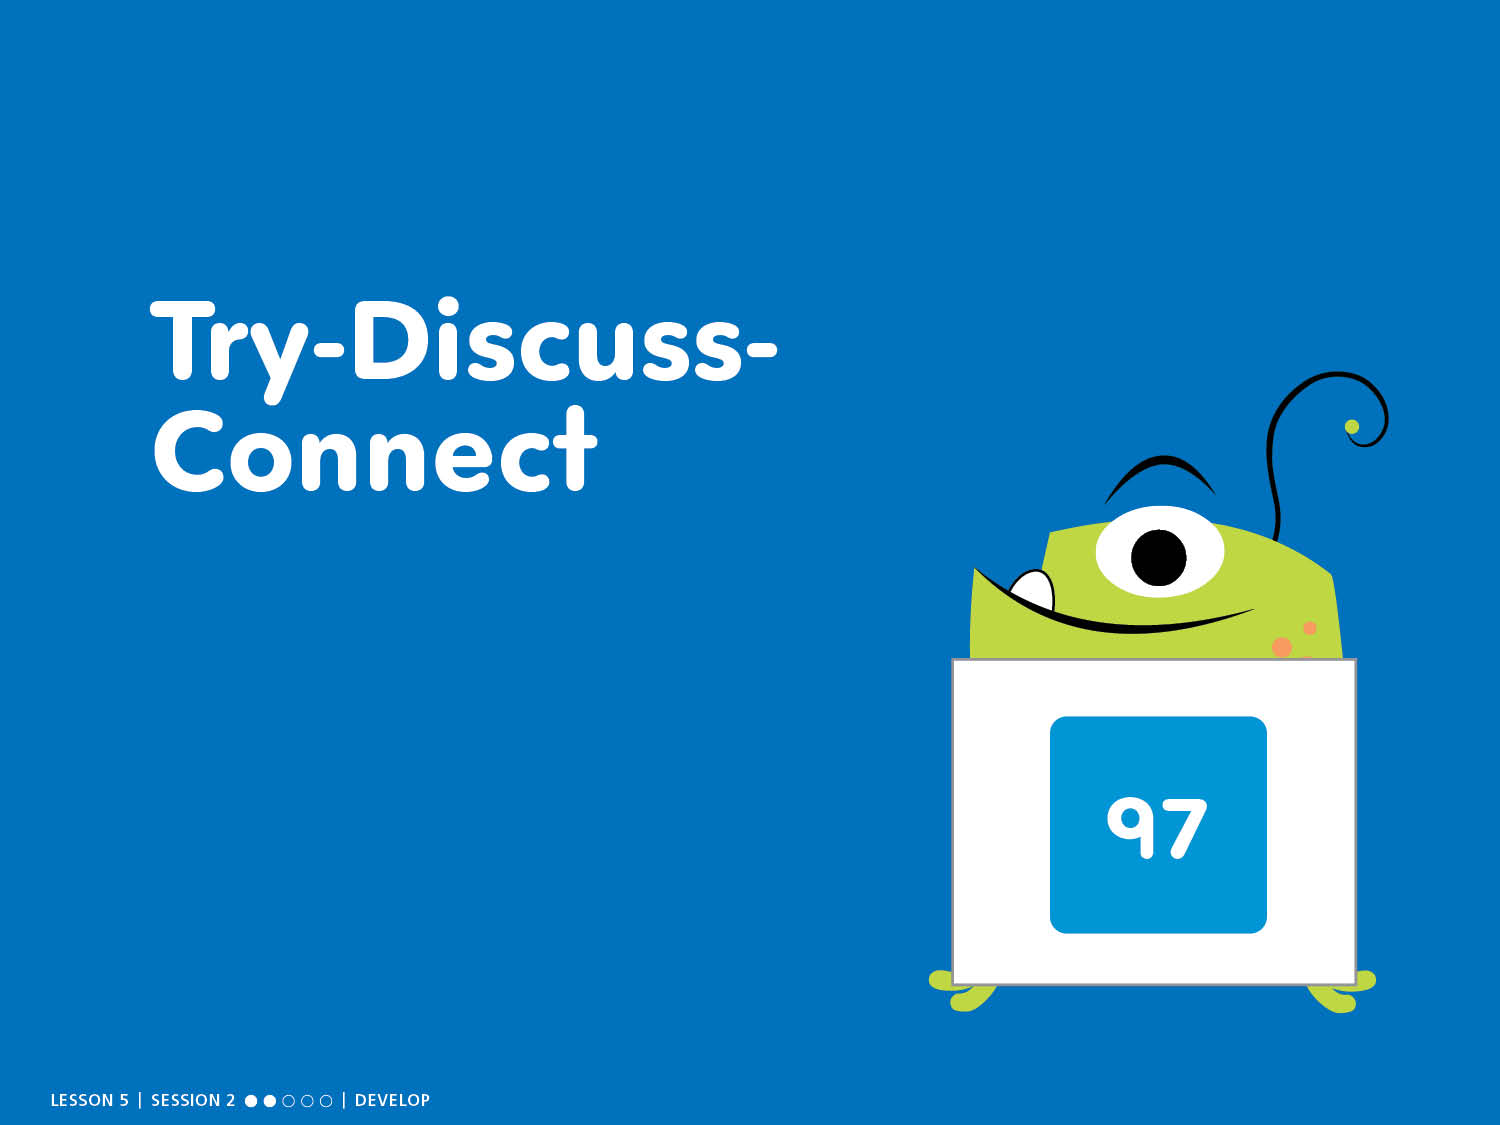 Try-Discuss-
Connect
97
LESSON 5 | SESSION 2 ●●○○○ | DEVELOP